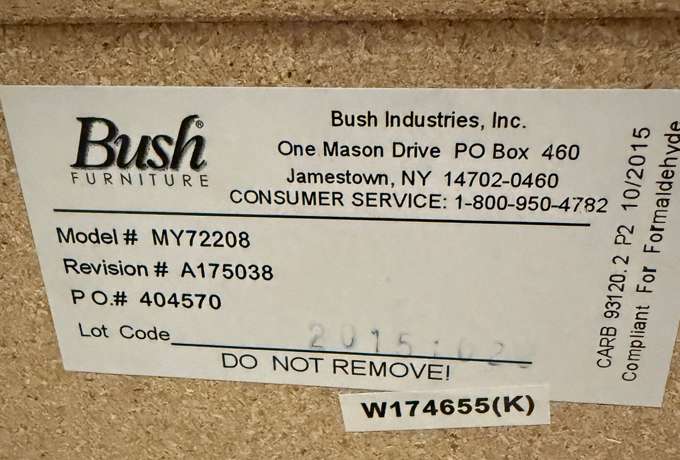 Bush®
FURNITURE
Bush Industries, Inc.
One Mason Drive PO Box 460
Jamestown, NY 14702-0460
CONSUMER SERVICE: 1-800-950-4782
Model # MY72208
Revision # A175038
P O.# 404570
Lot Code
DO NOT REMOVE!
CARB 93120.2 P2 10/2015
Compliant For Formaldehyde
W174655(K)